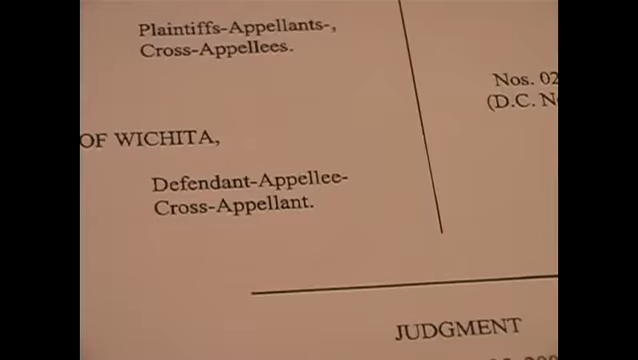 Plaintiffs-Appellants-,
Cross-Appellees.
Nos. 02
(D.C. N
OF WICHITA,
Defendant-Appellee-
Cross-Appellant.
JUDGMENT